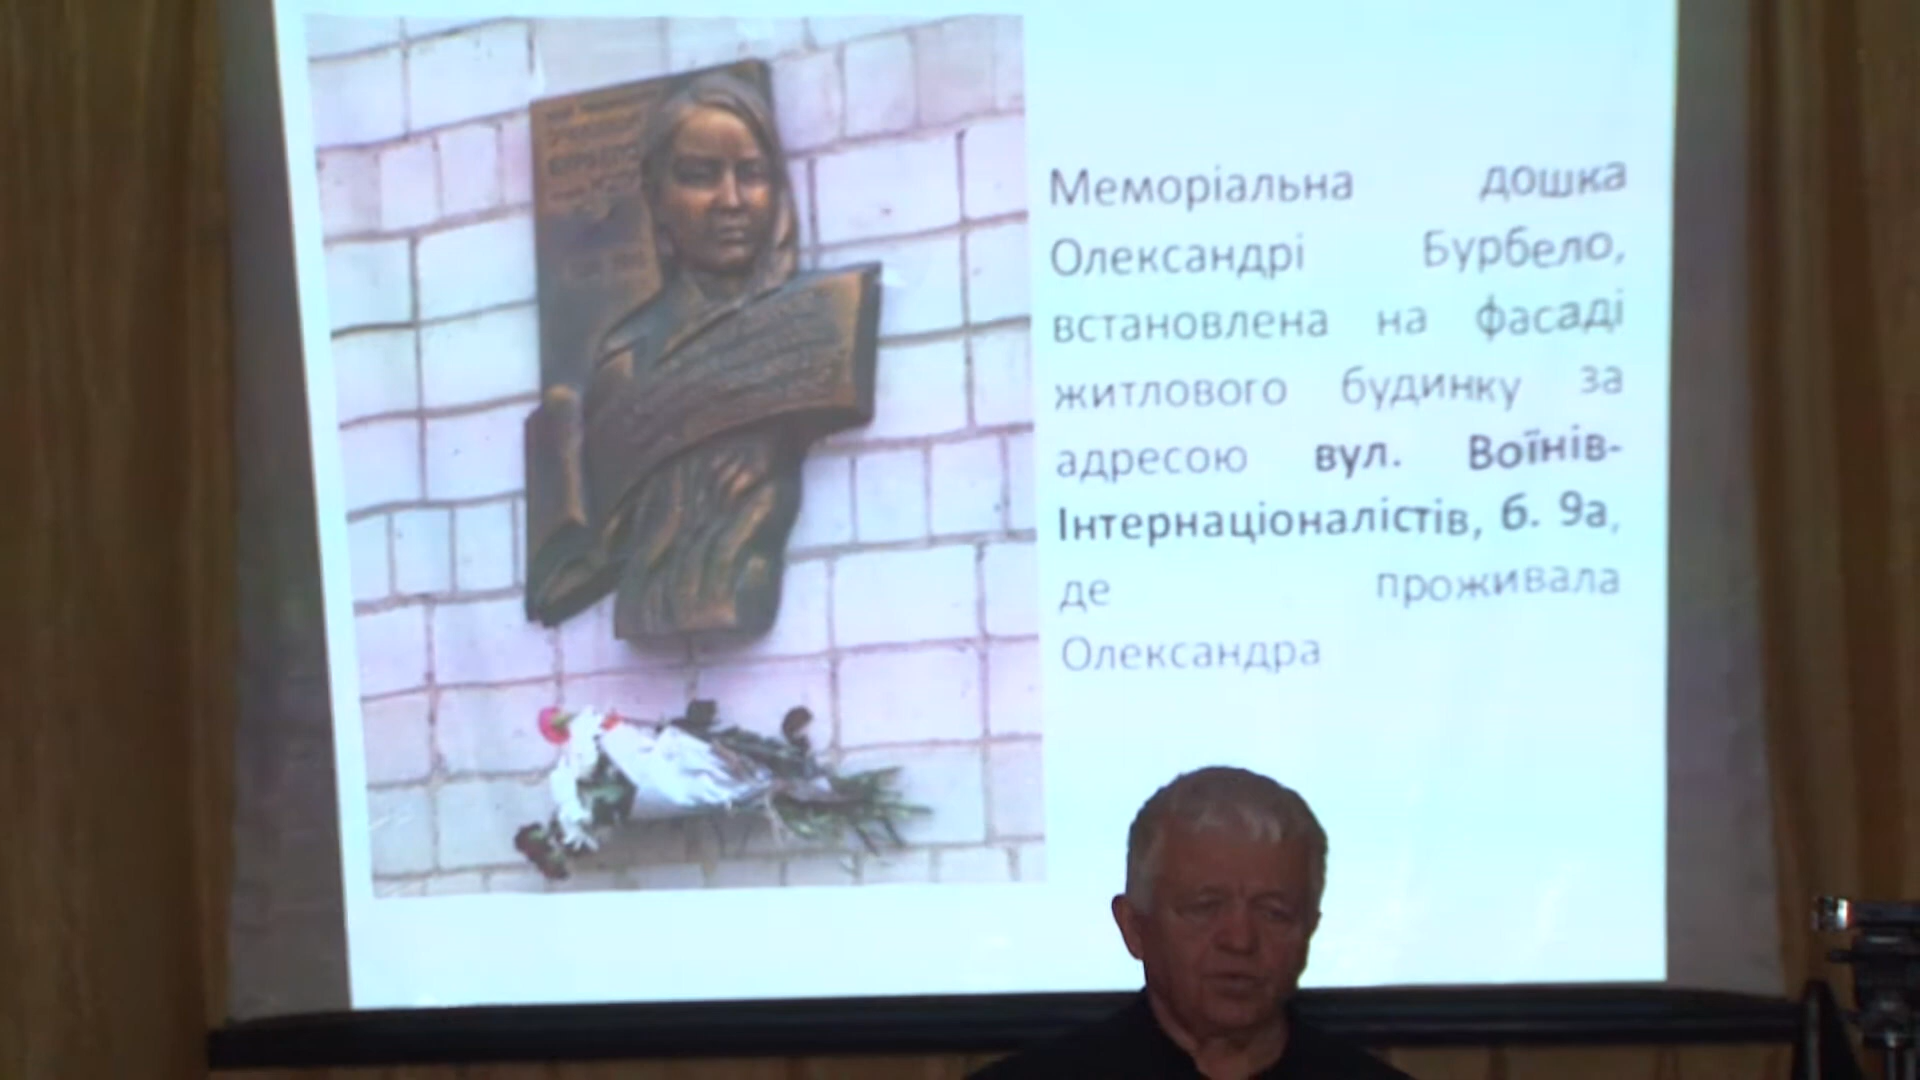 Меморіальна дошка
Олександрі Бурбело,
встановлена на фасаді
житлового будинку за
адресою вул. Воїнів-
Інтернаціоналістів, б. 9а,
де проживала
Олександра